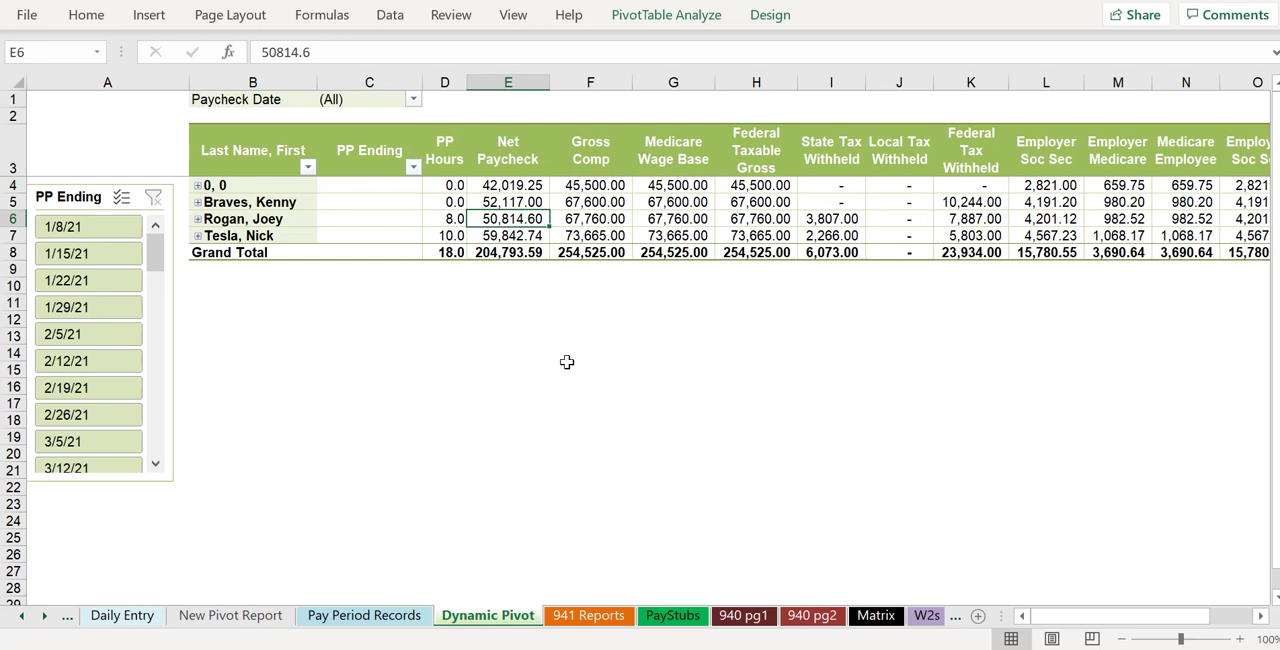 File Home Insert Page Layout Formulas Data Review View Help PivotTable Analyze Design Share Comments
E6 fx 50814.6
A B C D E F G H I J K L M N O
1 Paycheck Date (All)
2
3 Last Name, First PP Ending PP Hours Net Paycheck Gross Comp Medicare Wage Base Federal Taxable Gross State Tax Withheld Local Tax Withheld Federal Tax Withheld Employer Soc Sec Employer Medicare Medicare Employee Employ Soc S
4 0, 0 0.0 42,019.25 45,500.00 45,500.00 45,500.00 - - - 2,821.00 659.75 659.75 2,821
5 Braves, Kenny 0.0 52,117.00 67,600.00 67,600.00 67,600.00 - - 10,244.00 4,191.20 980.20 980.20 4,191
6 Rogan, Joey 8.0 50,814.60 67,760.00 67,760.00 67,760.00 3,807.00 - 7,887.00 4,201.12 982.52 982.52 4,201
7 Tesla, Nick 10.0 59,842.74 73,665.00 73,665.00 73,665.00 2,266.00 - 5,803.00 4,567.23 1,068.17 1,068.17 4,567
8 Grand Total 18.0 204,793.59 254,525.00 254,525.00 254,525.00 6,073.00 - 23,934.00 15,780.55 3,690.64 3,690.64 15,780
PP Ending
1/8/21
1/15/21
1/22/21
1/29/21
2/5/21
2/12/21
2/19/21
2/26/21
3/5/21
3/12/21
9
10
11
12
13
14
15
16
17
18
19
20
21
22
23
24
25
26
27
28
29
... Daily Entry New Pivot Report Pay Period Records Dynamic Pivot 941 Reports PayStubs 940 pg1 940 pg2 Matrix W2s ...
100%